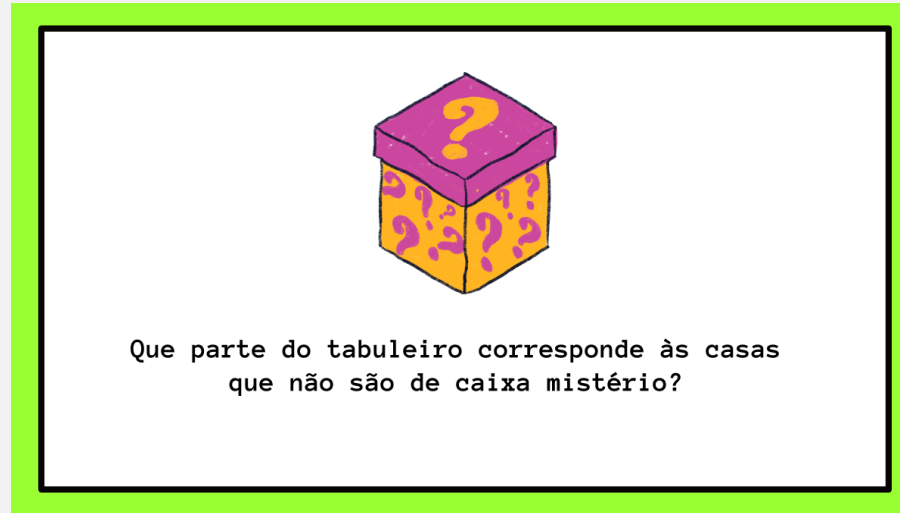 Que parte do tabuleiro corresponde às casas
que não são de caixa mistério?